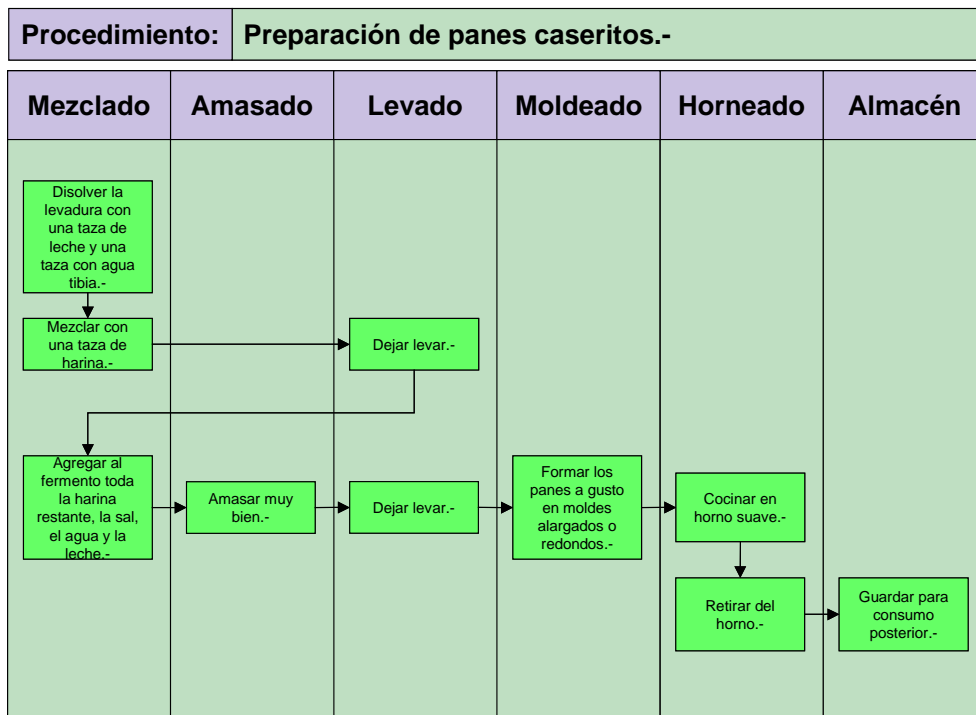 Procedimiento: Preparación de panes caseritos.-
Mezclado Amasado Levado Moldeado Horneado Almacén
Disolver la
levadura con
una taza de
leche y una
taza con agua
tibia.-
Mezclar con
una taza de
harina.-
Dejar levar.-
Agregar al
fermento toda
la harina
restante, la sal,
el agua y la
leche.-
Amasar muy
bien.-
Dejar levar.-
Formar los
panes a gusto
en moldes
alargados o
redondos.-
Cocinar en
horno suave.-
Retirar del
horno.-
Guardar para
consumo
posterior.-